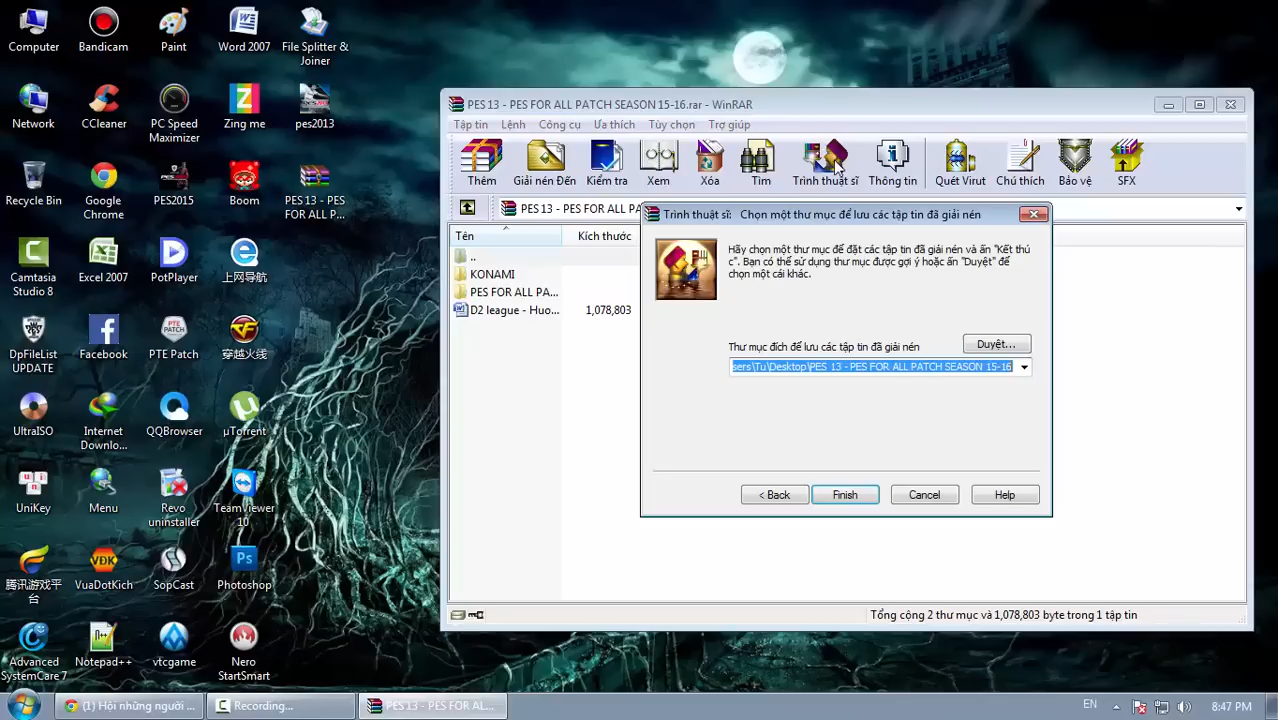 Computer
Bandicam
Paint
Word 2007
File Splitter &
Joiner
Network
CCleaner
PC Speed
Maximizer
Zing me
pes2013
Recycle Bin
Google
Chrome
PES2015
Boom
PES 13 - PES
FOR ALL P...
Camtasia
Studio 8
Excel 2007
PotPlayer
上网导航
DpFileList
UPDATE
Facebook
PTE PATCH
PTE Patch
穿越火线
UltraISO
Internet
Downlo...
QQBrowser
µTorrent
UniKey
Menu
Revo
uninstaller
TeamViewer
10
腾讯游戏平
台
VuaDotKich
SopCast
Photoshop
Advanced
SystemCare 7
Notepad++
vtcgame
Nero
StartSmart
PES 13 - PES FOR ALL PATCH SEASON 15-16.rar - WinRAR
Tập tin Lệnh Công cụ Ưa thích Tùy chọn Trợ giúp
Thêm Giải nén Đến Kiểm tra Xem Xóa Tìm Trình thuật sĩ Thông tin Quét Virut Chú thích Bảo vệ SFX
PES 13 - PES FOR ALL PA
Tên Kích thước
..
KONAMI
PES FOR ALL PA...
D2 league - Huo... 1,078,803
Trình thuật sĩ: Chọn một thư mục để lưu các tập tin đã giải nén
Hãy chọn một thư mục để đặt các tập tin đã giải nén và ấn "Kết thú
c". Bạn có thể sử dụng thư mục được gợi ý hoặc ấn "Duyệt" để
chọn một cái khác.
Thư mục đích để lưu các tập tin đã giải nén
Duyệt...
sers\Tu\Desktop\PES 13 - PES FOR ALL PATCH SEASON 15-16
< Back Finish Cancel Help
Tổng cộng 2 thư mục và 1,078,803 byte trong 1 tập tin
(1) Hội những người ...
Recording...
PES 13 - PES FOR AL...
EN
8:47 PM